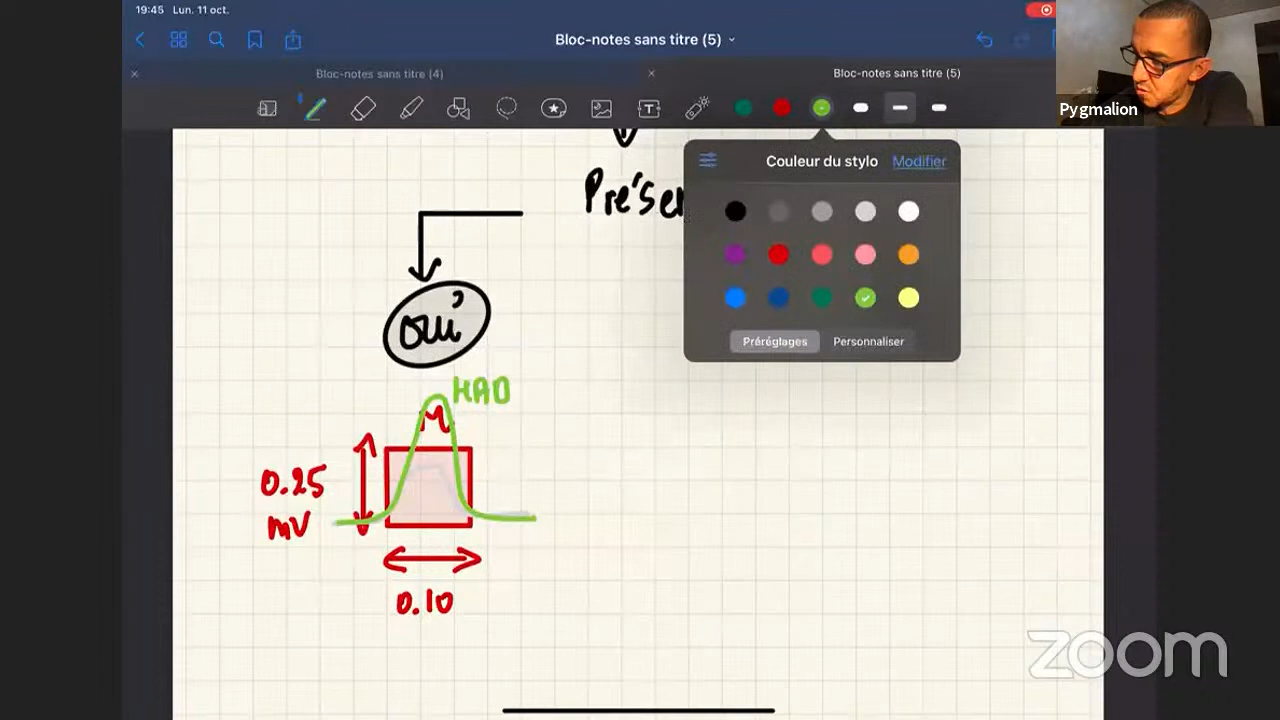 19:45 Lun. 11 oct.
Bloc-notes sans titre (5)
Bloc-notes sans titre (4)
Bloc-notes sans titre (5)
Pygmalion
Couleur du stylo
Modifier
Préréglages
Personnaliser
oui
HAD
M
0.25
mV
0.10
zoom